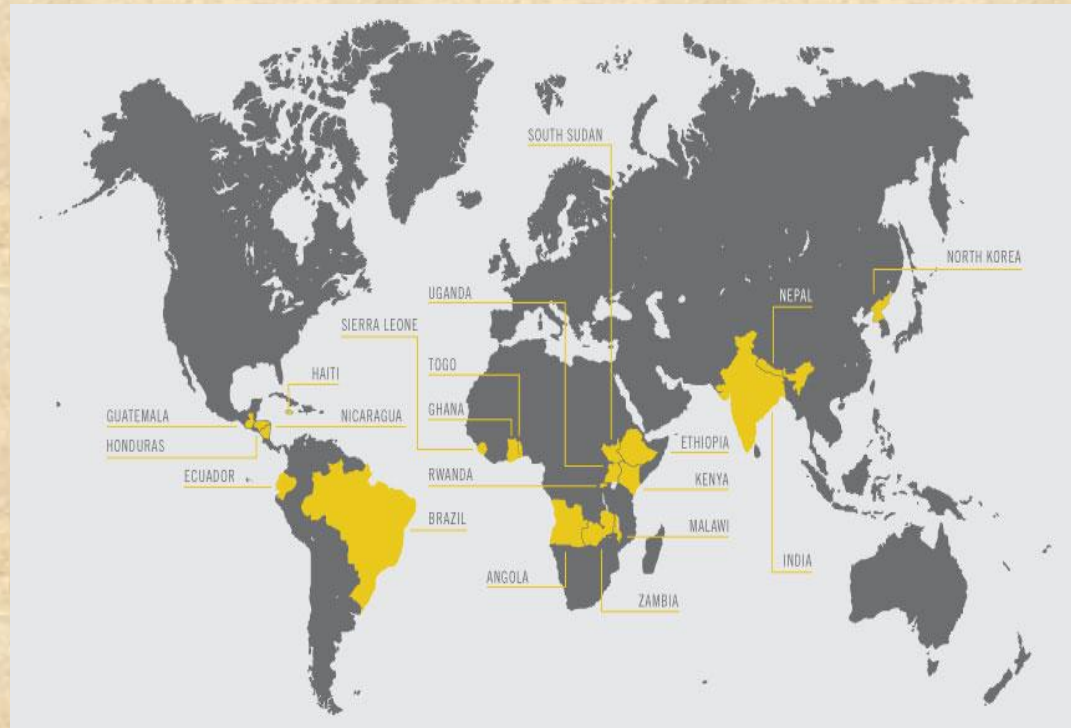 SOUTH SUDAN
NORTH KOREA
UGANDA
NEPAL
SIERRA LEONE
TOGO
HAITI
GHANA
GUATEMALA
NICARAGUA
HONDURAS
ETHIOPIA
ECUADOR
RWANDA
KENYA
BRAZIL
MALAWI
INDIA
ANGOLA
ZAMBIA